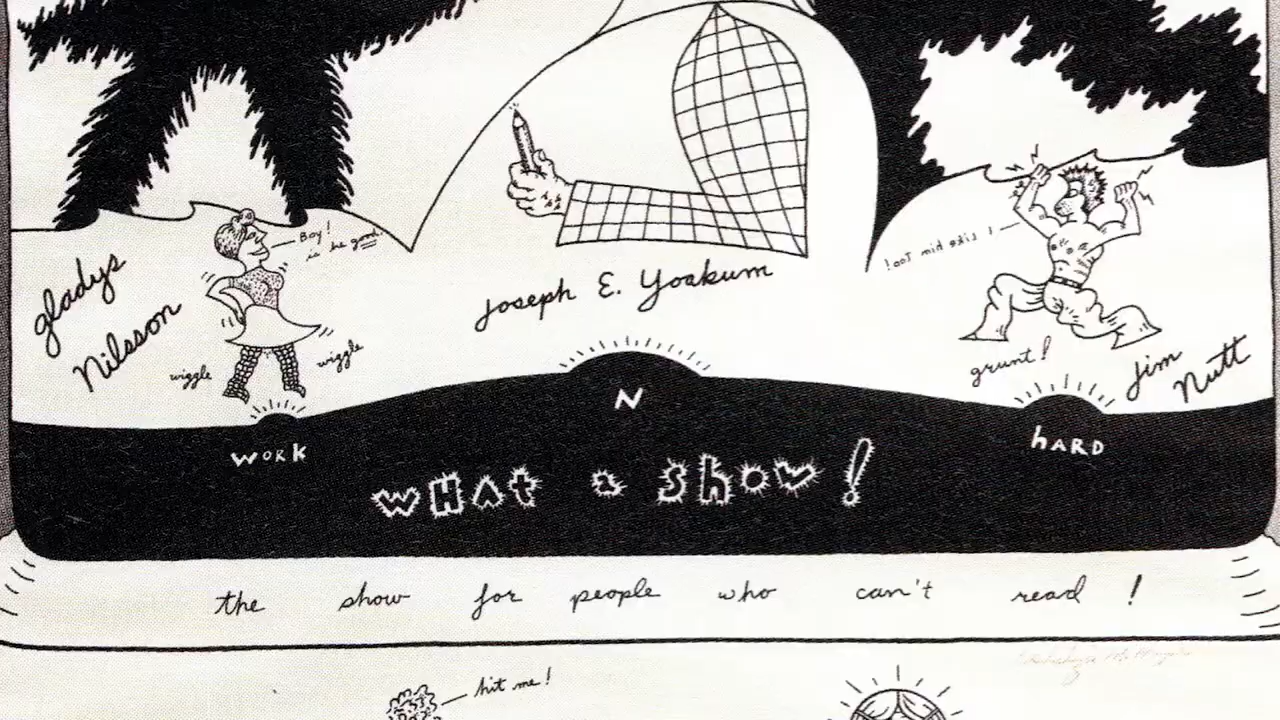 Boy!
is he good!
I like him Too!
gladys
Nilsson
Joseph E. Yoakum
wiggle
wiggle
grunt!
Jim
Nutt
N
WORK
hARD
wHAt a show!
the show for people who can't read !
hit me!